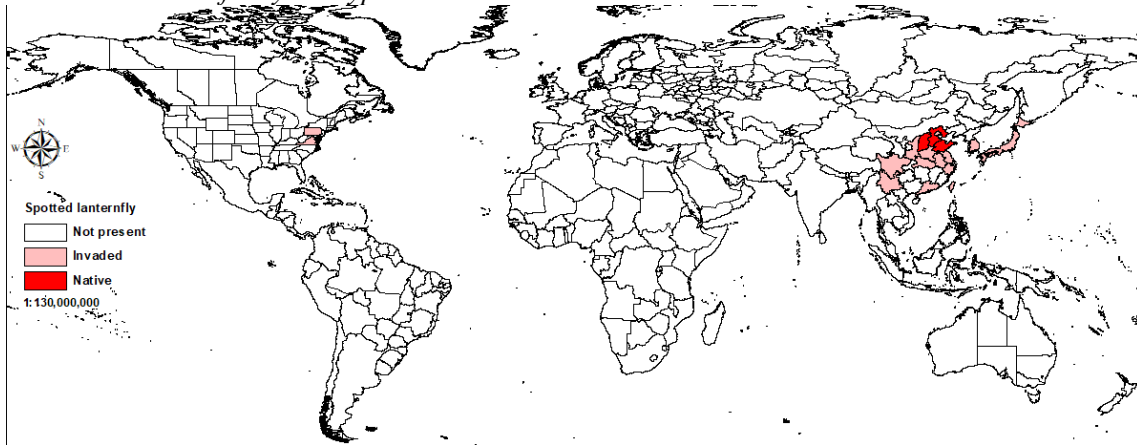 N
W E
S
Spotted lanternfly
Not present
Invaded
Native
1:130,000,000